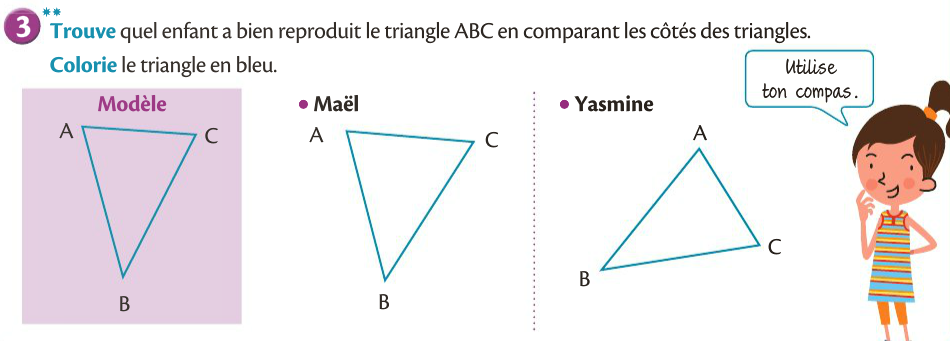 3 **
Trouve quel enfant a bien reproduit le triangle ABC en comparant les côtés des triangles.
Colorie le triangle en bleu.
Utilise
ton compas.
Modèle
A
C
B
• Maël
A
C
B
• Yasmine
A
C
B